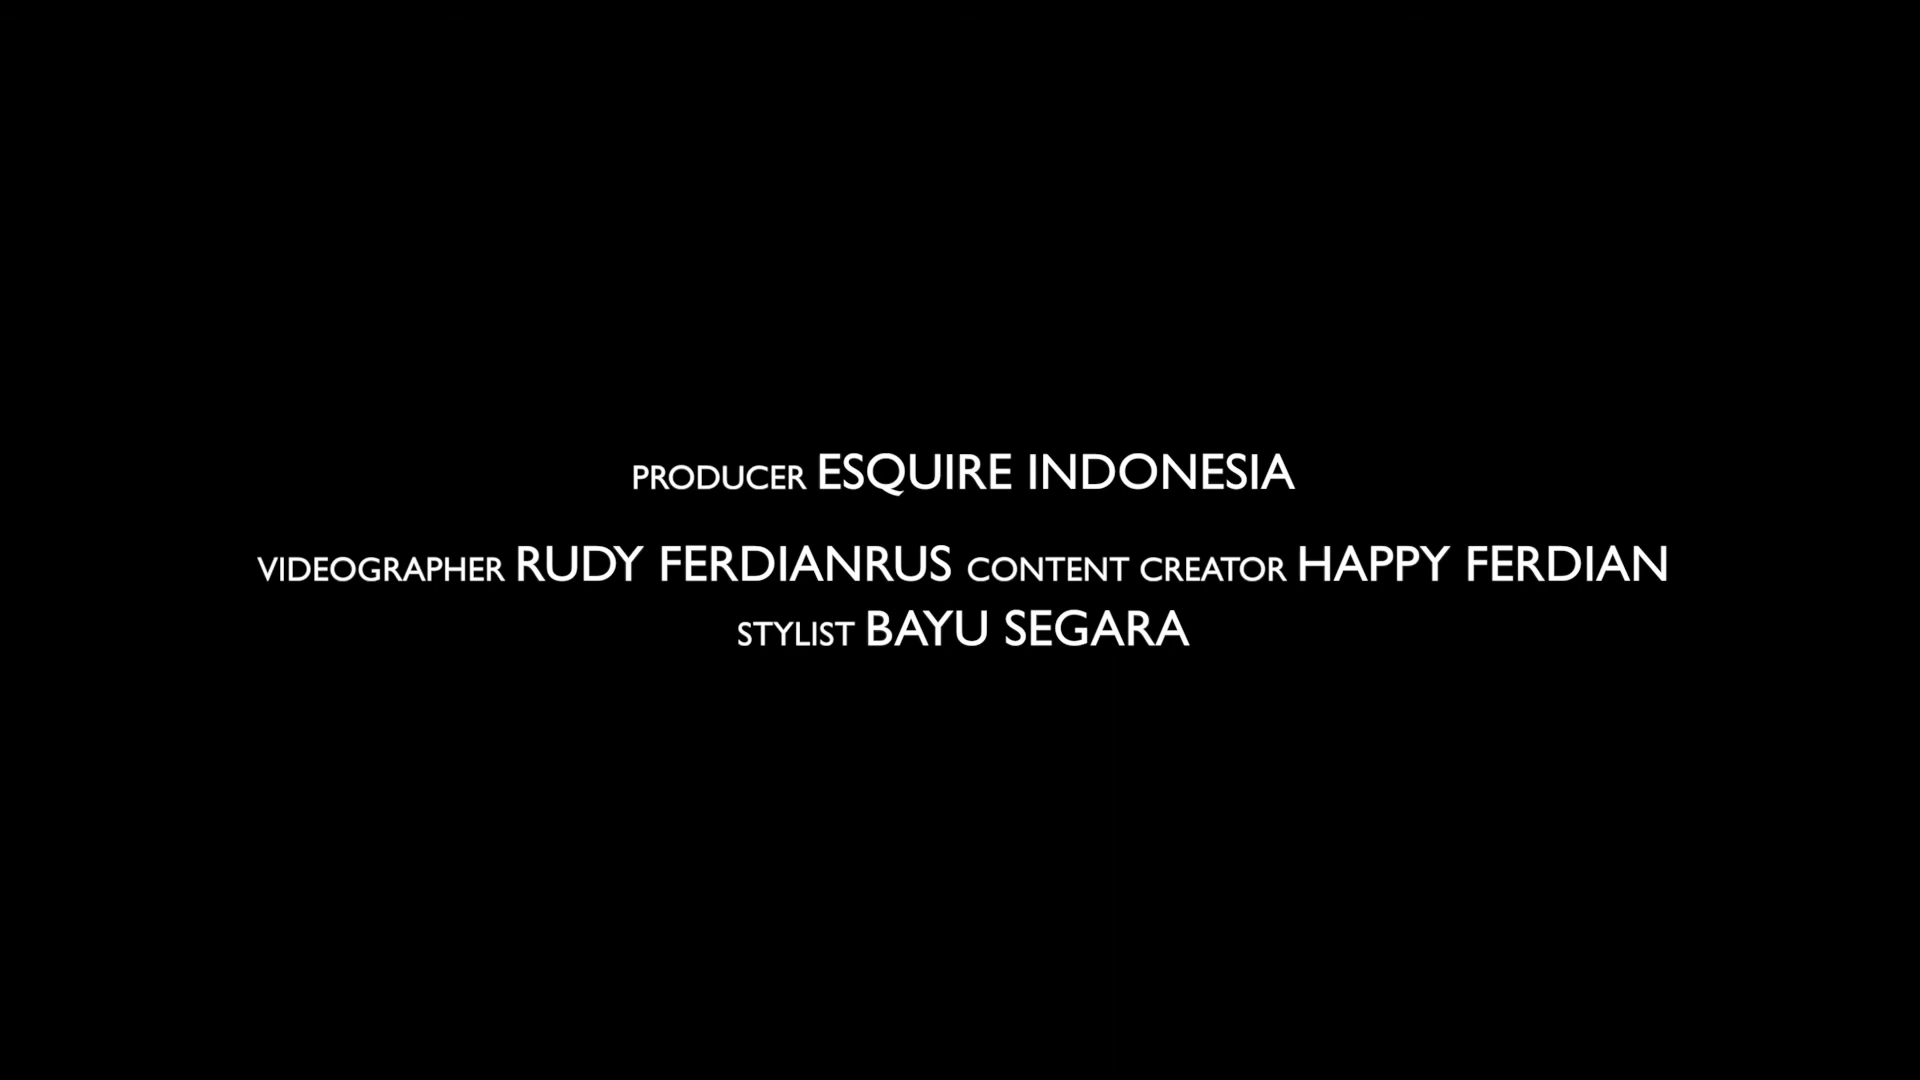 PRODUCER ESQUIRE INDONESIA
VIDEOGRAPHER RUDY FERDIANRUS CONTENT CREATOR HAPPY FERDIAN
STYLIST BAYU SEGARA